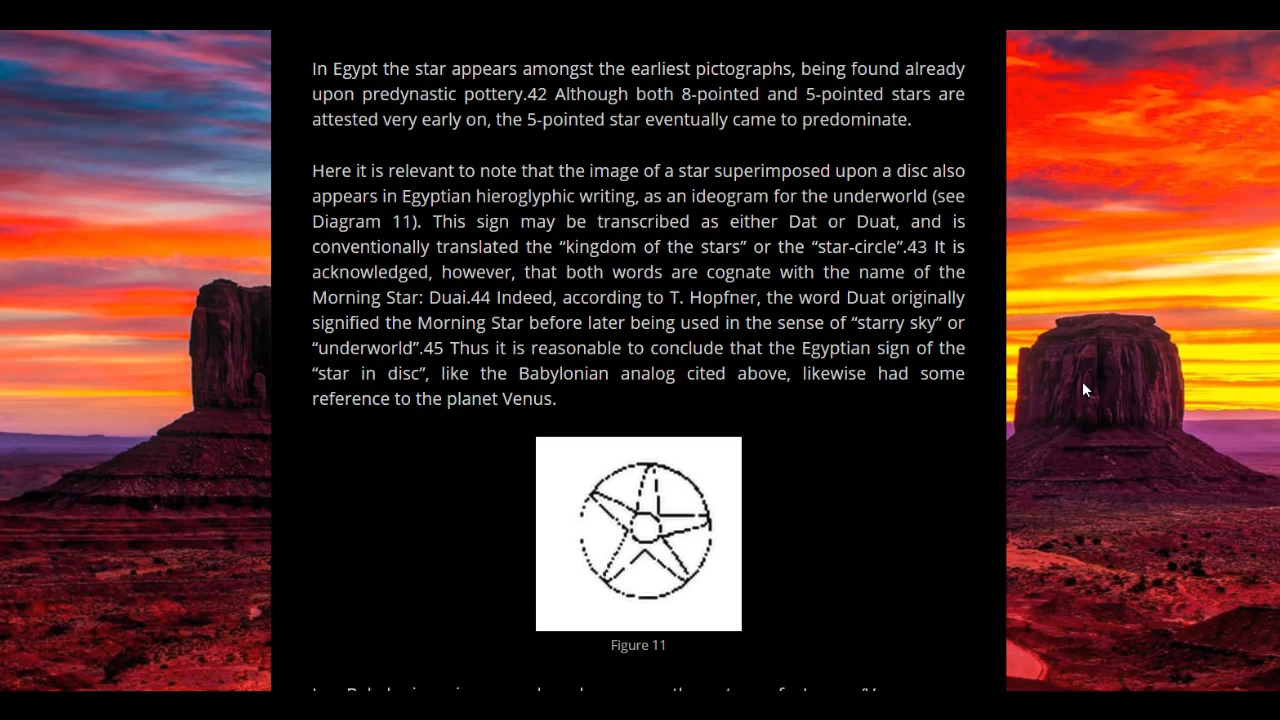 In Egypt the star appears amongst the earliest pictographs, being found already
upon predynastic pottery.42 Although both 8-pointed and 5-pointed stars are
attested very early on, the 5-pointed star eventually came to predominate.
Here it is relevant to note that the image of a star superimposed upon a disc also
appears in Egyptian hieroglyphic writing, as an ideogram for the underworld (see
Diagram 11). This sign may be transcribed as either Dat or Duat, and is
conventionally translated the “kingdom of the stars” or the “star-circle”.43 It is
acknowledged, however, that both words are cognate with the name of the
Morning Star: Duai.44 Indeed, according to T. Hopfner, the word Duat originally
signified the Morning Star before later being used in the sense of “starry sky” or
“underworld”.45 Thus it is reasonable to conclude that the Egyptian sign of the
“star in disc”, like the Babylonian analog cited above, likewise had some
reference to the planet Venus.
Figure 11